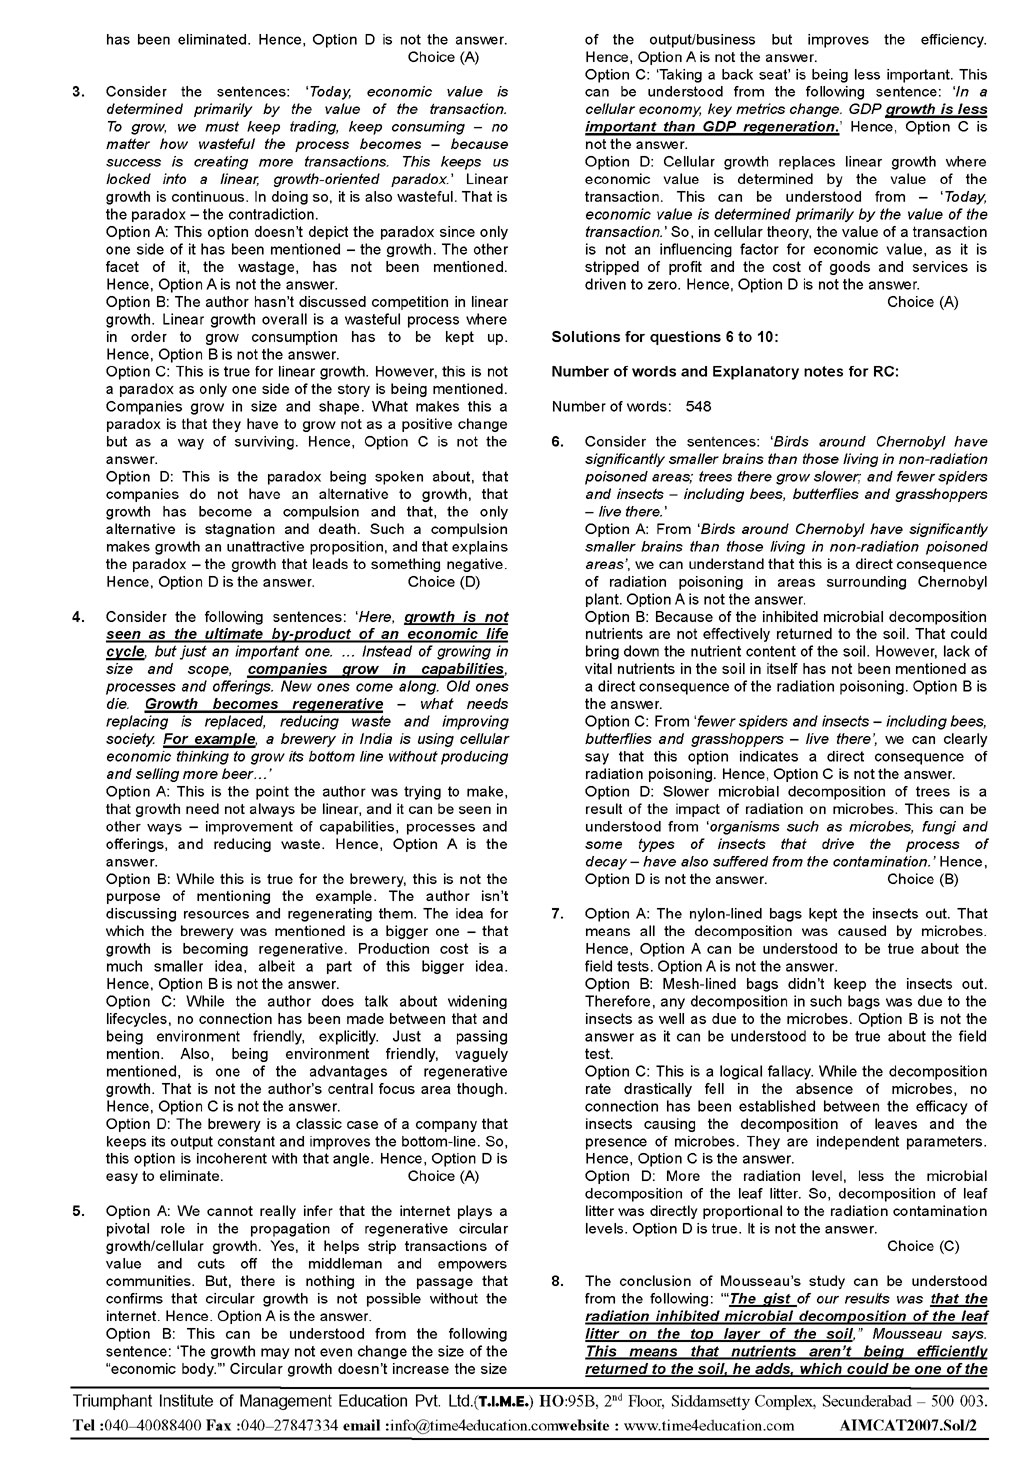 has been eliminated. Hence, Option D is not the answer.
Choice (A)
3. Consider the sentences: ‘Today, economic value is
determined primarily by the value of the transaction.
To grow, we must keep trading, keep consuming – no
matter how wasteful the process becomes – because
success is creating more transactions. This keeps us
locked into a linear, growth-oriented paradox.’ Linear
growth is continuous. In doing so, it is also wasteful. That is
the paradox – the contradiction.
Option A: This option doesn’t depict the paradox since only
one side of it has been mentioned – the growth. The other
facet of it, the wastage, has not been mentioned.
Hence, Option A is not the answer.
Option B: The author hasn’t discussed competition in linear
growth. Linear growth overall is a wasteful process where
in order to grow consumption has to be kept up.
Hence, Option B is not the answer.
Option C: This is true for linear growth. However, this is not
a paradox as only one side of the story is being mentioned.
Companies grow in size and shape. What makes this a
paradox is that they have to grow not as a positive change
but as a way of surviving. Hence, Option C is not the
answer.
Option D: This is the paradox being spoken about, that
companies do not have an alternative to growth, that
growth has become a compulsion and that, the only
alternative is stagnation and death. Such a compulsion
makes growth an unattractive proposition, and that explains
the paradox – the growth that leads to something negative.
Hence, Option D is the answer. Choice (D)
4. Consider the following sentences: ‘Here, growth is not
seen as the ultimate by-product of an economic life
cycle, but just an important one. … Instead of growing in
size and scope, companies grow in capabilities,
processes and offerings. New ones come along. Old ones
die. Growth becomes regenerative – what needs
replacing is replaced, reducing waste and improving
society. For example, a brewery in India is using cellular
economic thinking to grow its bottom line without producing
and selling more beer…’
Option A: This is the point the author was trying to make,
that growth need not always be linear, and it can be seen in
other ways – improvement of capabilities, processes and
offerings, and reducing waste. Hence, Option A is the
answer.
Option B: While this is true for the brewery, this is not the
purpose of mentioning the example. The author isn’t
discussing resources and regenerating them. The idea for
which the brewery was mentioned is a bigger one – that
growth is becoming regenerative. Production cost is a
much smaller idea, albeit a part of this bigger idea.
Hence, Option B is not the answer.
Option C: While the author does talk about widening
lifecycles, no connection has been made between that and
being environment friendly, explicitly. Just a passing
mention. Also, being environment friendly, vaguely
mentioned, is one of the advantages of regenerative
growth. That is not the author’s central focus area though.
Hence, Option C is not the answer.
Option D: The brewery is a classic case of a company that
keeps its output constant and improves the bottom-line. So,
this option is incoherent with that angle. Hence, Option D is
easy to eliminate. Choice (A)
5. Option A: We cannot really infer that the internet plays a
pivotal role in the propagation of regenerative circular
growth/cellular growth. Yes, it helps strip transactions of
value and cuts off the middleman and empowers
communities. But, there is nothing in the passage that
confirms that circular growth is not possible without the
internet. Hence. Option A is the answer.
Option B: This can be understood from the following
sentence: ‘The growth may not even change the size of the
“economic body.”’ Circular growth doesn’t increase the size
of the output/business but improves the efficiency.
Hence, Option A is not the answer.
Option C: ‘Taking a back seat’ is being less important. This
can be understood from the following sentence: ‘In a
cellular economy, key metrics change. GDP growth is less
important than GDP regeneration.’ Hence, Option C is
not the answer.
Option D: Cellular growth replaces linear growth where
economic value is determined by the value of the
transaction. This can be understood from – ‘Today,
economic value is determined primarily by the value of the
transaction.’ So, in cellular theory, the value of a transaction
is not an influencing factor for economic value, as it is
stripped of profit and the cost of goods and services is
driven to zero. Hence, Option D is not the answer.
Choice (A)
Solutions for questions 6 to 10:
Number of words and Explanatory notes for RC:
Number of words: 548
6. Consider the sentences: ‘Birds around Chernobyl have
significantly smaller brains than those living in non-radiation
poisoned areas; trees there grow slower; and fewer spiders
and insects – including bees, butterflies and grasshoppers
– live there.’
Option A: From ‘Birds around Chernobyl have significantly
smaller brains than those living in non-radiation poisoned
areas’, we can understand that this is a direct consequence
of radiation poisoning in areas surrounding Chernobyl
plant. Option A is not the answer.
Option B: Because of the inhibited microbial decomposition
nutrients are not effectively returned to the soil. That could
bring down the nutrient content of the soil. However, lack of
vital nutrients in the soil in itself has not been mentioned as
a direct consequence of the radiation poisoning. Option B is
the answer.
Option C: From ‘fewer spiders and insects – including bees,
butterflies and grasshoppers – live there’, we can clearly
say that this option indicates a direct consequence of
radiation poisoning. Hence, Option C is not the answer.
Option D: Slower microbial decomposition of trees is a
result of the impact of radiation on microbes. This can be
understood from ‘organisms such as microbes, fungi and
some types of insects that drive the process of
decay – have also suffered from the contamination.’ Hence,
Option D is not the answer. Choice (B)
7. Option A: The nylon-lined bags kept the insects out. That
means all the decomposition was caused by microbes.
Hence, Option A can be understood to be true about the
field tests. Option A is not the answer.
Option B: Mesh-lined bags didn’t keep the insects out.
Therefore, any decomposition in such bags was due to the
insects as well as due to the microbes. Option B is not the
answer as it can be understood to be true about the field
test.
Option C: This is a logical fallacy. While the decomposition
rate drastically fell in the absence of microbes, no
connection has been established between the efficacy of
insects causing the decomposition of leaves and the
presence of microbes. They are independent parameters.
Hence, Option C is the answer.
Option D: More the radiation level, less the microbial
decomposition of the leaf litter. So, decomposition of leaf
litter was directly proportional to the radiation contamination
levels. Option D is true. It is not the answer.
Choice (C)
8. The conclusion of Mousseau’s study can be understood
from the following: “‘The gist of our results was that the
radiation inhibited microbial decomposition of the leaf
litter on the top layer of the soil,” Mousseau says.
This means that nutrients aren’t being efficiently
returned to the soil, he adds, which could be one of the
Triumphant Institute of Management Education Pvt. Ltd.(T.I.M.E.) HO:95B, 2nd Floor, Siddamsetty Complex, Secunderabad – 500 003.
Tel :040–40088400 Fax :040–27847334 email :info@time4education.comwebsite : www.time4education.com AIMCAT2007.Sol/2